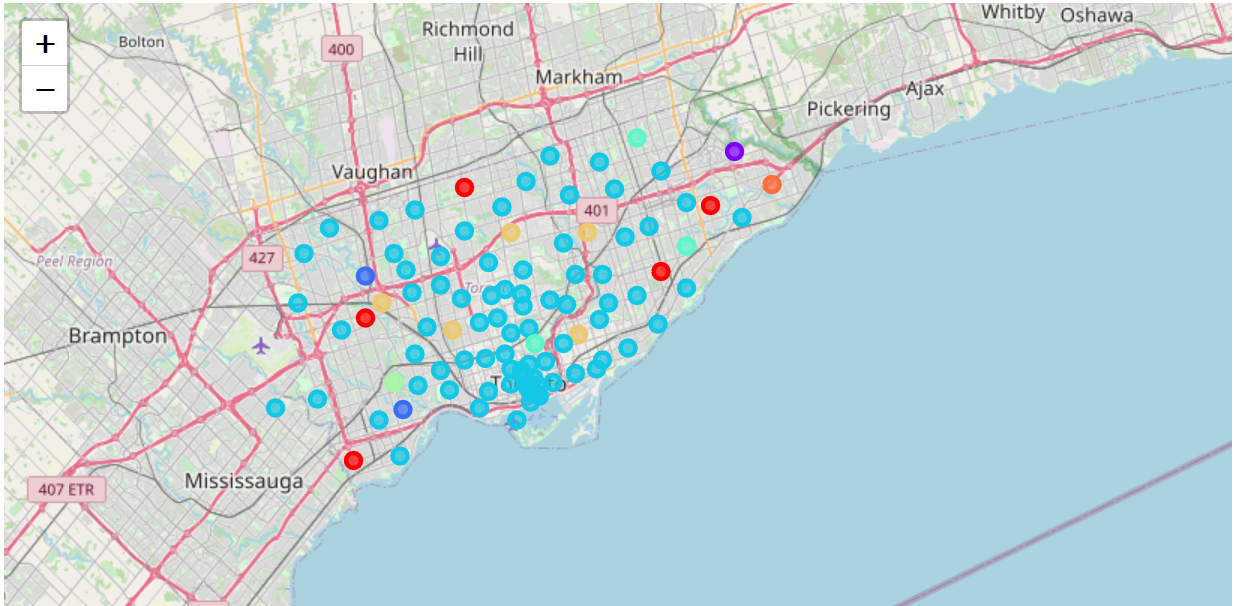 Whitby
Oshawa
Richmond
Hill
Bolton
400
Markham
Ajax
Pickering
Vaughan
401
427
Peel Region
Brampton
Mississauga
407 ETR
+
−